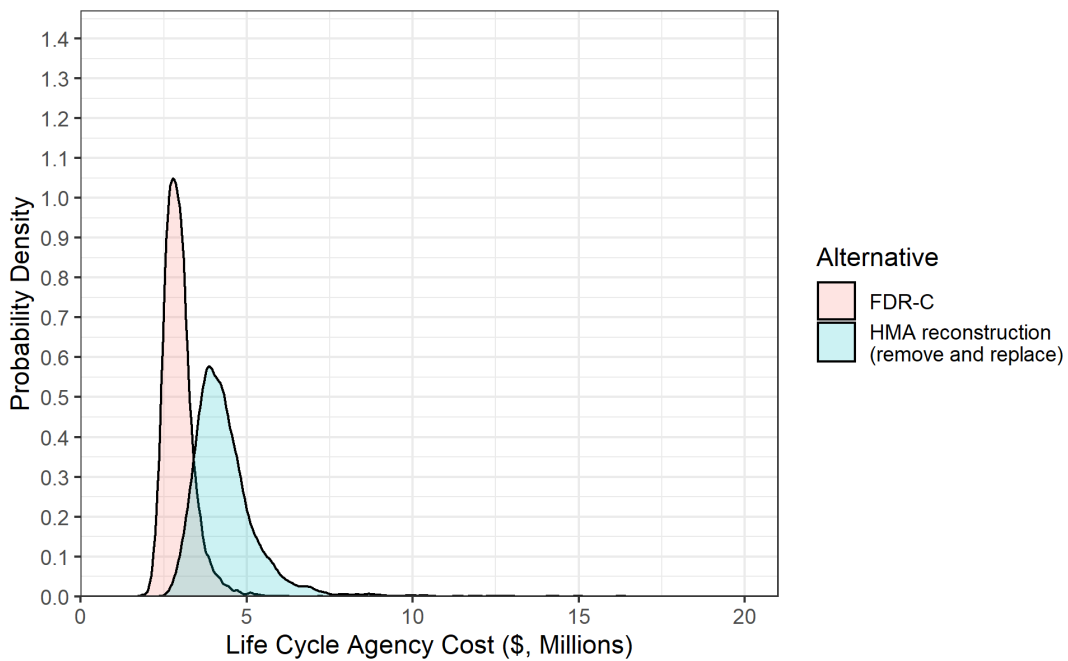 1.4
1.3
1.2
1.1
1.0
0.9
0.8
0.7
0.6
0.5
0.4
0.3
0.2
0.1
0.0
Probability Density
0 5 10 15 20
Life Cycle Agency Cost ($, Millions)
Alternative
FDR-C
HMA reconstruction
(remove and replace)